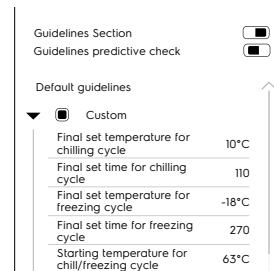 Guidelines Section
Guidelines predictive check
Default guidelines
Custom
Final set temperature for
chilling cycle
10°C
Final set time for chilling
cycle
110
Final set temperature for
freezing cycle
-18°C
Final set time for freezing
cycle
270
Starting temperature for
chill/freezing cycle
63°C